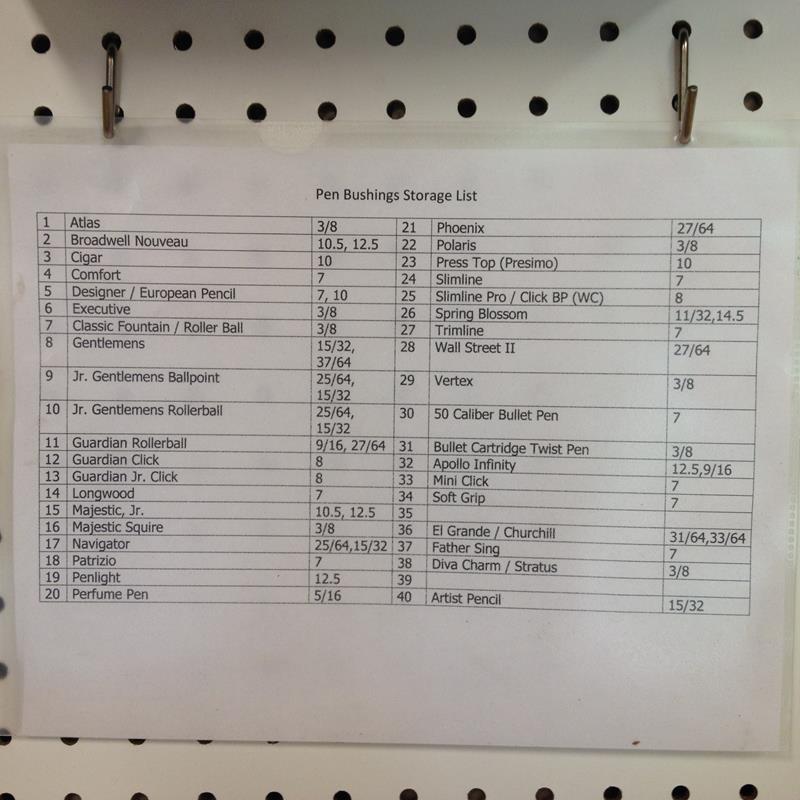 Pen Bushings Storage List
1 Atlas 3/8 21 Phoenix 27/64
2 Broadwell Nouveau 10.5, 12.5 22 Polaris 3/8
3 Cigar 10 23 Press Top (Presimo) 10
4 Comfort 7 24 Slimline 7
5 Designer / European Pencil 7, 10 25 Slimline Pro / Click BP (WC) 8
6 Executive 3/8 26 Spring Blossom 11/32,14.5
7 Classic Fountain / Roller Ball 3/8 27 Trimline 7
8 Gentlemens 15/32, 28 Wall Street II 27/64
37/64
9 Jr. Gentlemens Ballpoint 25/64, 29 Vertex 3/8
15/32
10 Jr. Gentlemens Rollerball 25/64, 30 50 Caliber Bullet Pen 7
15/32
11 Guardian Rollerball 9/16, 27/64 31 Bullet Cartridge Twist Pen 3/8
12 Guardian Click 8 32 Apollo Infinity 12.5,9/16
13 Guardian Jr. Click 8 33 Mini Click 7
14 Longwood 7 34 Soft Grip 7
15 Majestic, Jr. 10.5, 12.5 35
16 Majestic Squire 3/8 36 El Grande / Churchill 31/64,33/64
17 Navigator 25/64,15/32 37 Father Sing 7
18 Patrizio 7 38 Diva Charm / Stratus 3/8
19 Penlight 12.5 39
20 Perfume Pen 5/16 40 Artist Pencil 15/32